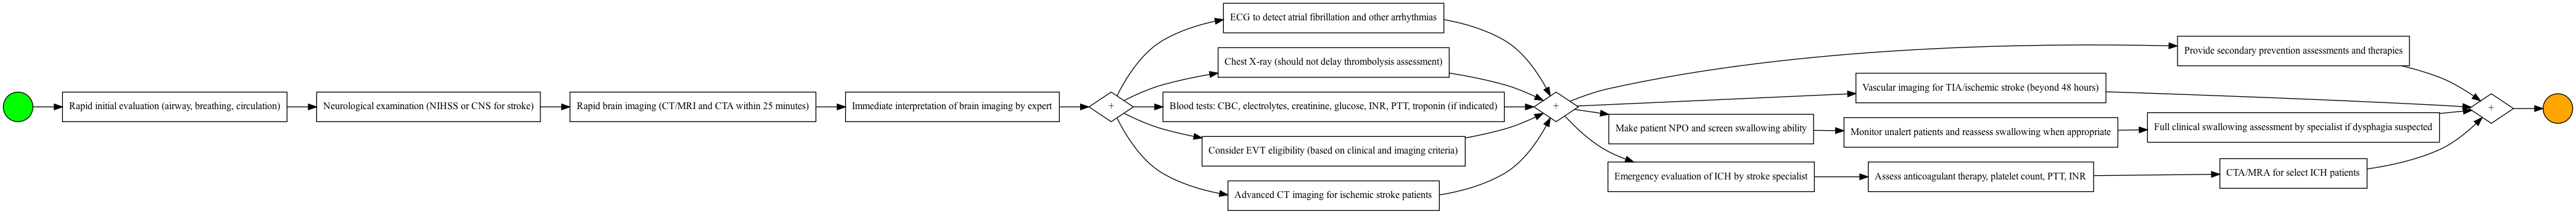 Rapid initial evaluation (airway, breathing, circulation)
Neurological examination (NIHSS or CNS for stroke)
Rapid brain imaging (CT/MRI and CTA within 25 minutes)
Immediate interpretation of brain imaging by expert
+
ECG to detect atrial fibrillation and other arrhythmias
Chest X-ray (should not delay thrombolysis assessment)
Blood tests: CBC, electrolytes, creatinine, glucose, INR, PTT, troponin (if indicated)
Consider EVT eligibility (based on clinical and imaging criteria)
Advanced CT imaging for ischemic stroke patients
+
Provide secondary prevention assessments and therapies
Vascular imaging for TIA/ischemic stroke (beyond 48 hours)
Make patient NPO and screen swallowing ability
Monitor unalert patients and reassess swallowing when appropriate
Full clinical swallowing assessment by specialist if dysphagia suspected
Emergency evaluation of ICH by stroke specialist
Assess anticoagulant therapy, platelet count, PTT, INR
CTA/MRA for select ICH patients
+